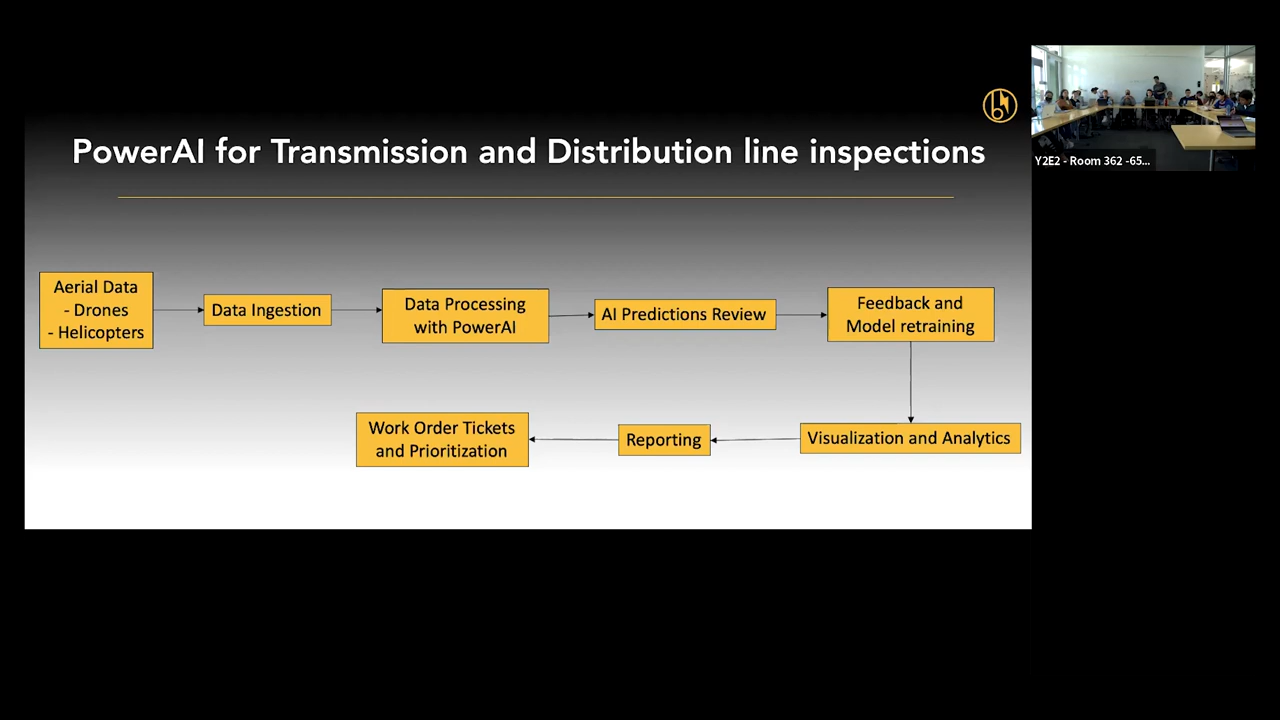 PowerAI for Transmission and Distribution line inspections
Y2E2 - Room 362 -65...
Aerial Data
- Drones
- Helicopters
Data Ingestion
Data Processing
with PowerAI
AI Predictions Review
Feedback and
Model retraining
Visualization and Analytics
Reporting
Work Order Tickets
and Prioritization